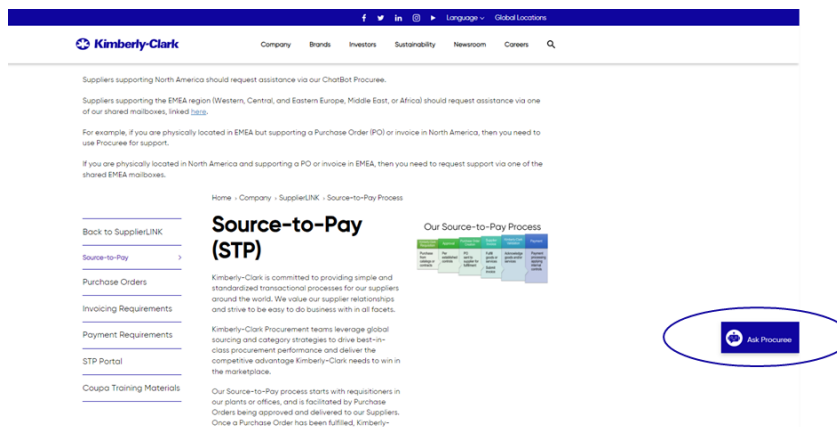 Language
Global Locations
Kimberly-Clark
Company
Brands
Investors
Sustainability
Newsroom
Careers
Suppliers supporting North America should request assistance via our ChatBot Procuree.
Suppliers supporting the EMEA region (Western, Central, and Eastern Europe, Middle East, or Africa) should request assistance via one
of our shared mailboxes, linked here.
For example, if you are physically located in EMEA but supporting a Purchase Order (PO) or invoice in North America, then you need to
use Procuree for support.
If you are physically located in North America and supporting a PO or invoice in EMEA, then you need to request support via one of the
shared EMEA mailboxes.
Home › Company › SupplierLINK › Source-to-Pay Process
Back to SupplierLINK
Source-to-Pay
Purchase Orders
Invoicing Requirements
Payment Requirements
STP Portal
Coupa Training Materials
Source-to-Pay
(STP)
Kimberly-Clark is committed to providing simple and
standardized transactional processes for our suppliers
around the world. We value our supplier relationships
and strive to be easy to do business with in all facets.
Kimberly-Clark Procurement teams leverage global
sourcing and category strategies to drive best-in-
class procurement performance and deliver the
competitive advantage Kimberly-Clark needs to win in
the marketplace.
Our Source-to-Pay process starts with requisitioners in
our plants or offices, and is facilitated by Purchase
Orders being approved and delivered to our Suppliers.
Once a Purchase Order has been fulfilled, Kimberly-
Our Source-to-Pay Process
Ask Procuree